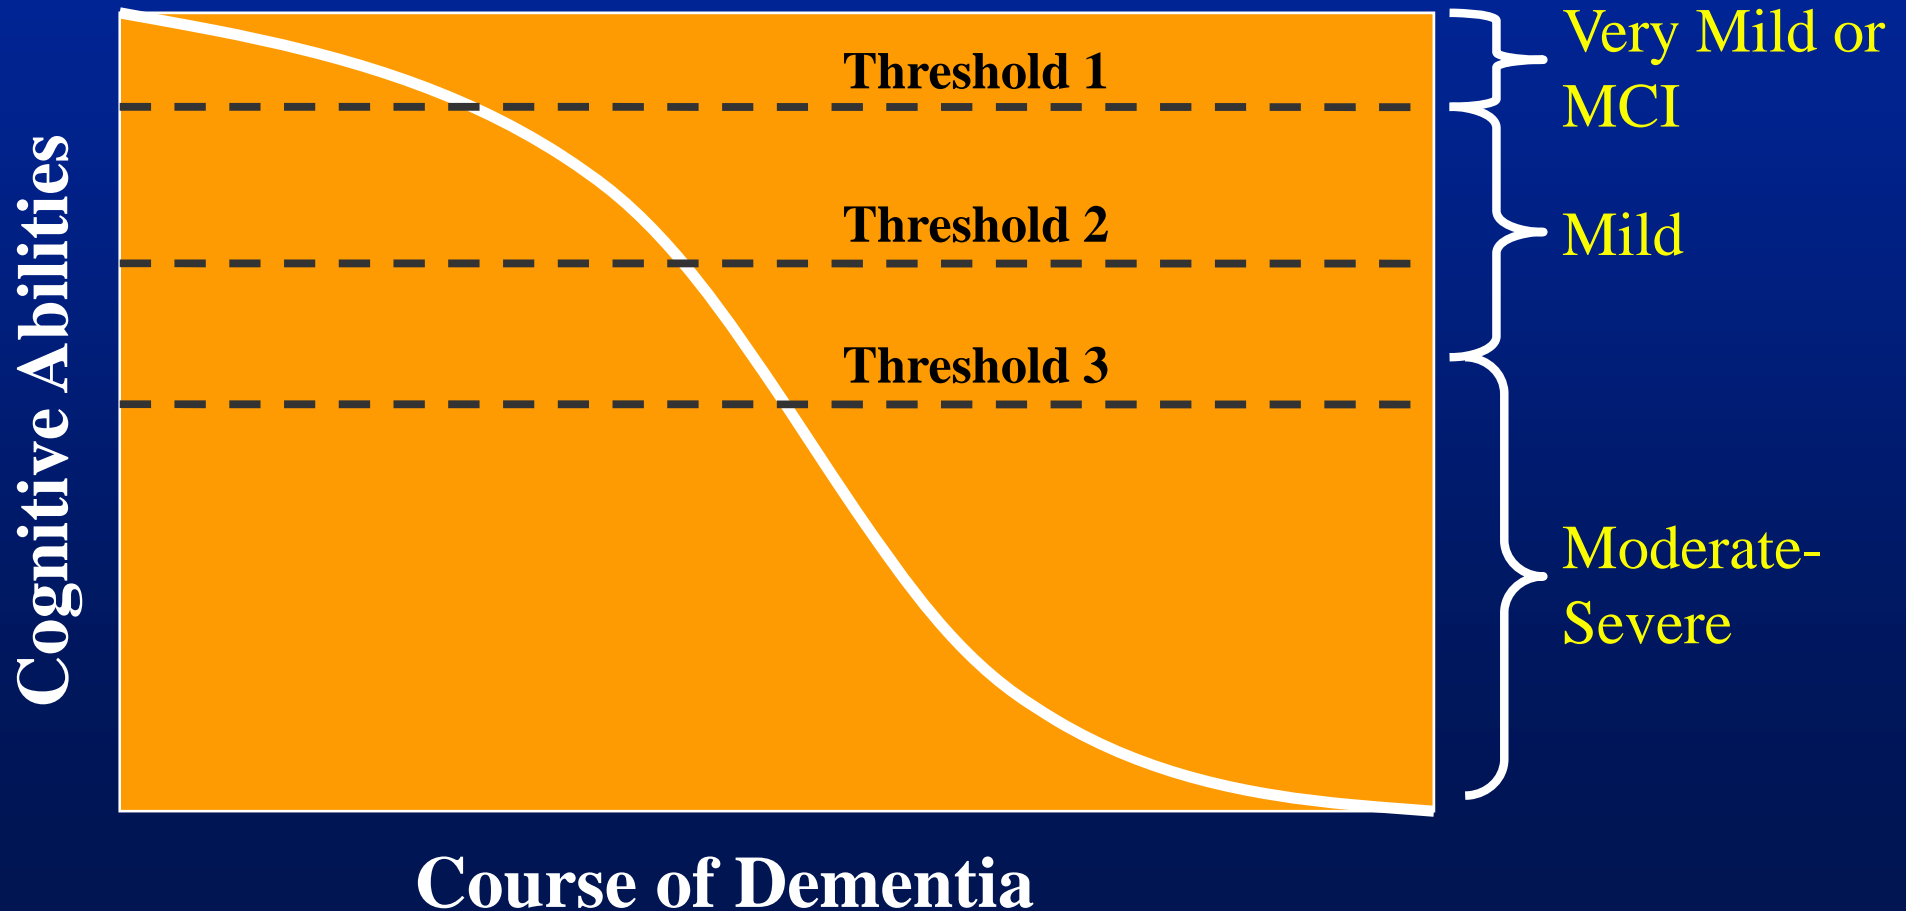 Very Mild or
MCI
Threshold 1
Threshold 2
Mild
Threshold 3
Moderate-
Severe
Cognitive Abilities
Course of Dementia